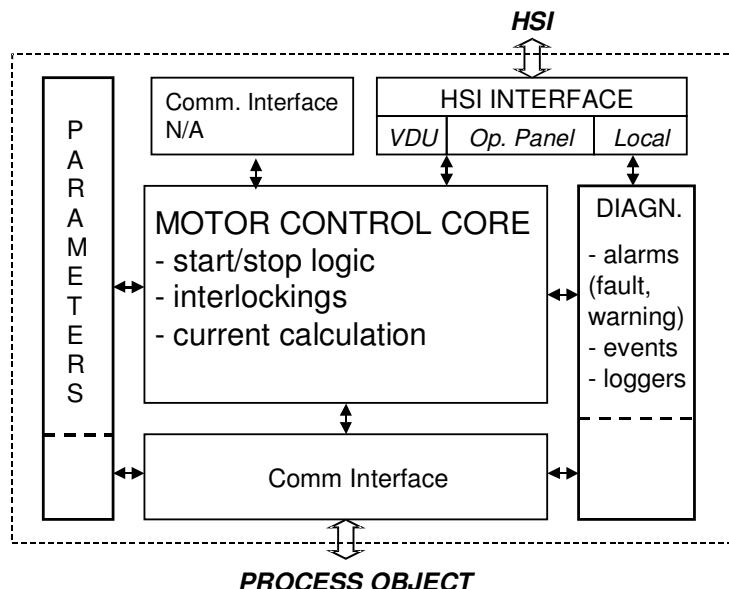 HSI
P
A
R
A
M
E
T
E
R
S
Comm. Interface
N/A
HSI INTERFACE
VDU Op. Panel Local
MOTOR CONTROL CORE
- start/stop logic
- interlockings
- current calculation
DIAGN.
- alarms
(fault,
warning)
- events
- loggers
Comm Interface
PROCESS OBJECT